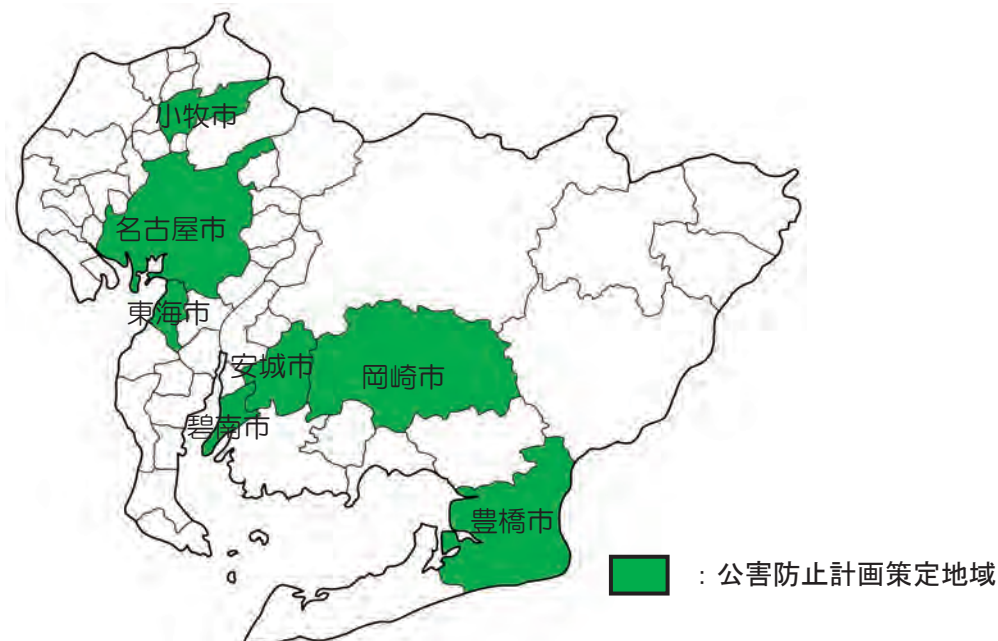 小牧市
名古屋市
東海市
安城市
岡崎市
碧南市
豊橋市
：公害防止計画策定地域